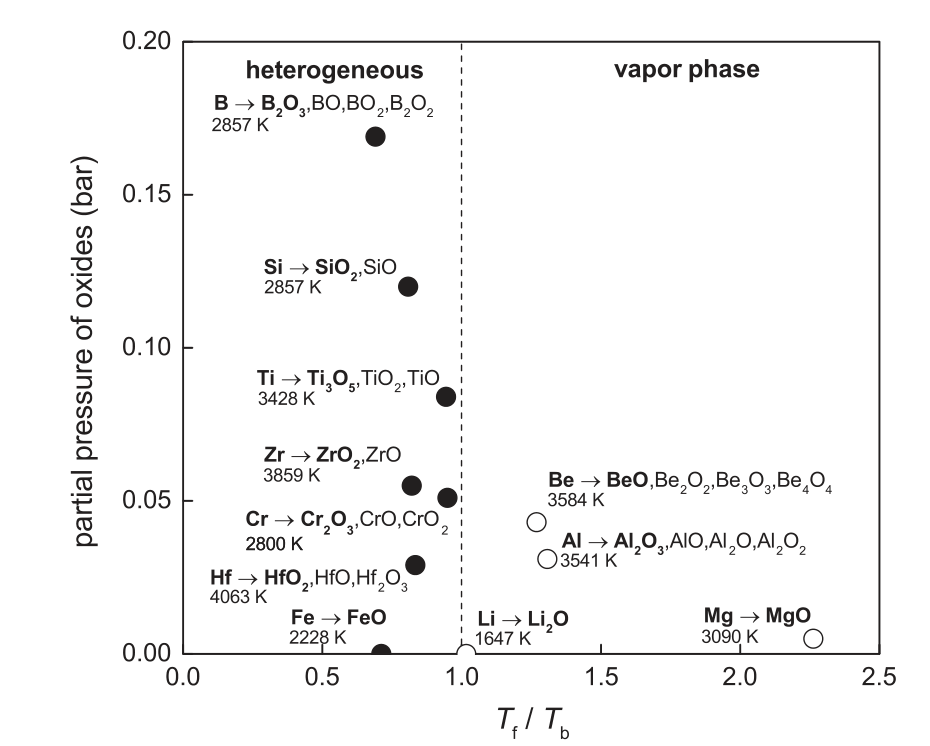 0.20
heterogeneous
vapor phase
B → B₂O₃,BO,BO₂,B₂O₂
2857 K
0.15
Si → SiO₂,SiO
2857 K
0.10
Ti → Ti₃O₅,TiO₂,TiO
3428 K
Zr → ZrO₂,ZrO
3859 K
Be → BeO,Be₂O₂,Be₃O₃,Be₄O₄
3584 K
0.05
Cr → Cr₂O₃,CrO,CrO₂
2800 K
Al → Al₂O₃,AlO,Al₂O,Al₂O₂
3541 K
Hf → HfO₂,HfO,Hf₂O₃
4063 K
Fe → FeO
2228 K
Li → Li₂O
1647 K
Mg → MgO
3090 K
0.00
0.0 0.5 1.0 1.5 2.0 2.5
T_f / T_b
partial pressure of oxides (bar)